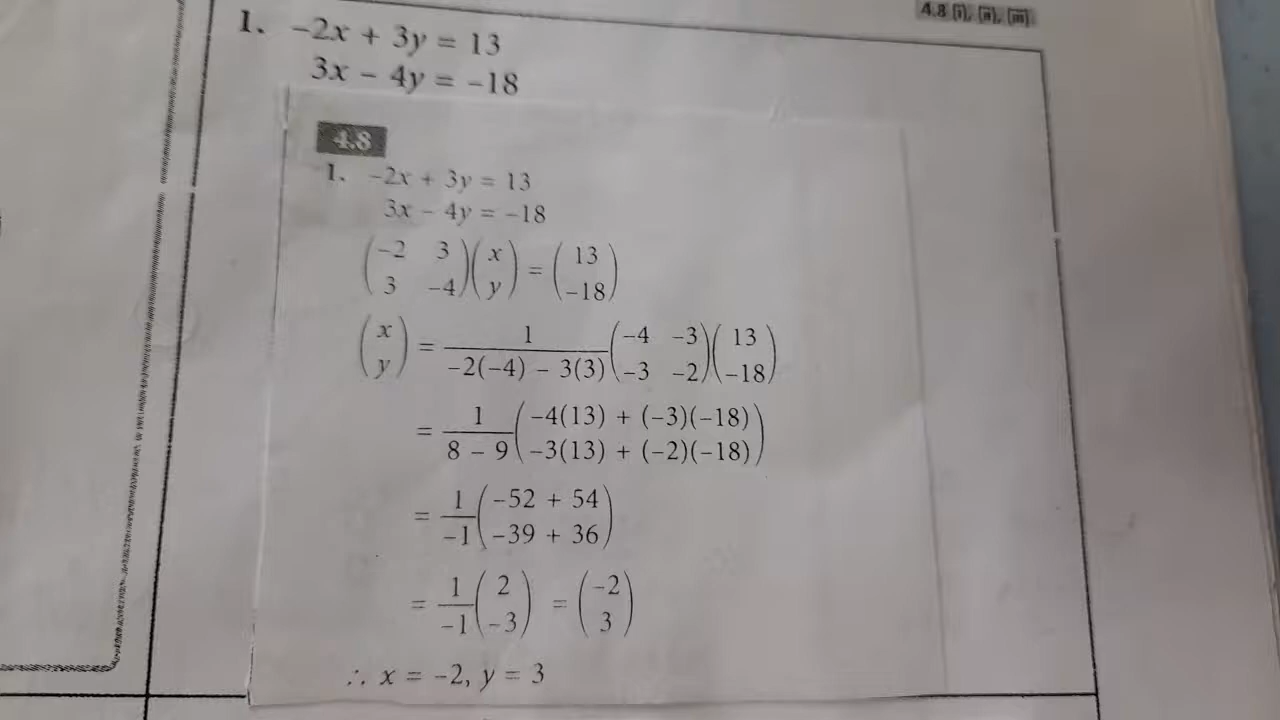 4.8 (i), (ii), (iii)
1. −2x + 3y = 13
3x − 4y = −18
4.8
1. −2x + 3y = 13
3x − 4y = −18
(−2 3; 3 −4)(x; y) = (13; −18)
(x; y) = 1/(−2(−4) − 3(3)) (−4 −3; −3 −2)(13; −18)
= 1/(8 − 9) (−4(13) + (−3)(−18); −3(13) + (−2)(−18))
= 1/−1 (−52 + 54; −39 + 36)
= 1/−1 (2; −3) = (−2; 3)
∴ x = −2, y = 3